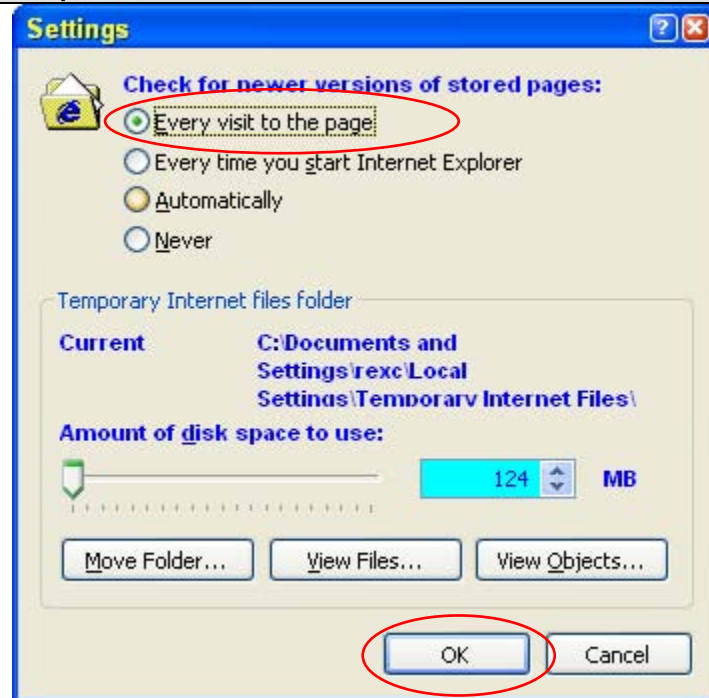 Settings
Check for newer versions of stored pages:
Every visit to the page
Every time you start Internet Explorer
Automatically
Never
Temporary Internet files folder
Current C:\Documents and
Settings\rexc\Local
Settings\Temporary Internet Files\
Amount of disk space to use:
124 MB
Move Folder... View Files... View Objects...
OK Cancel